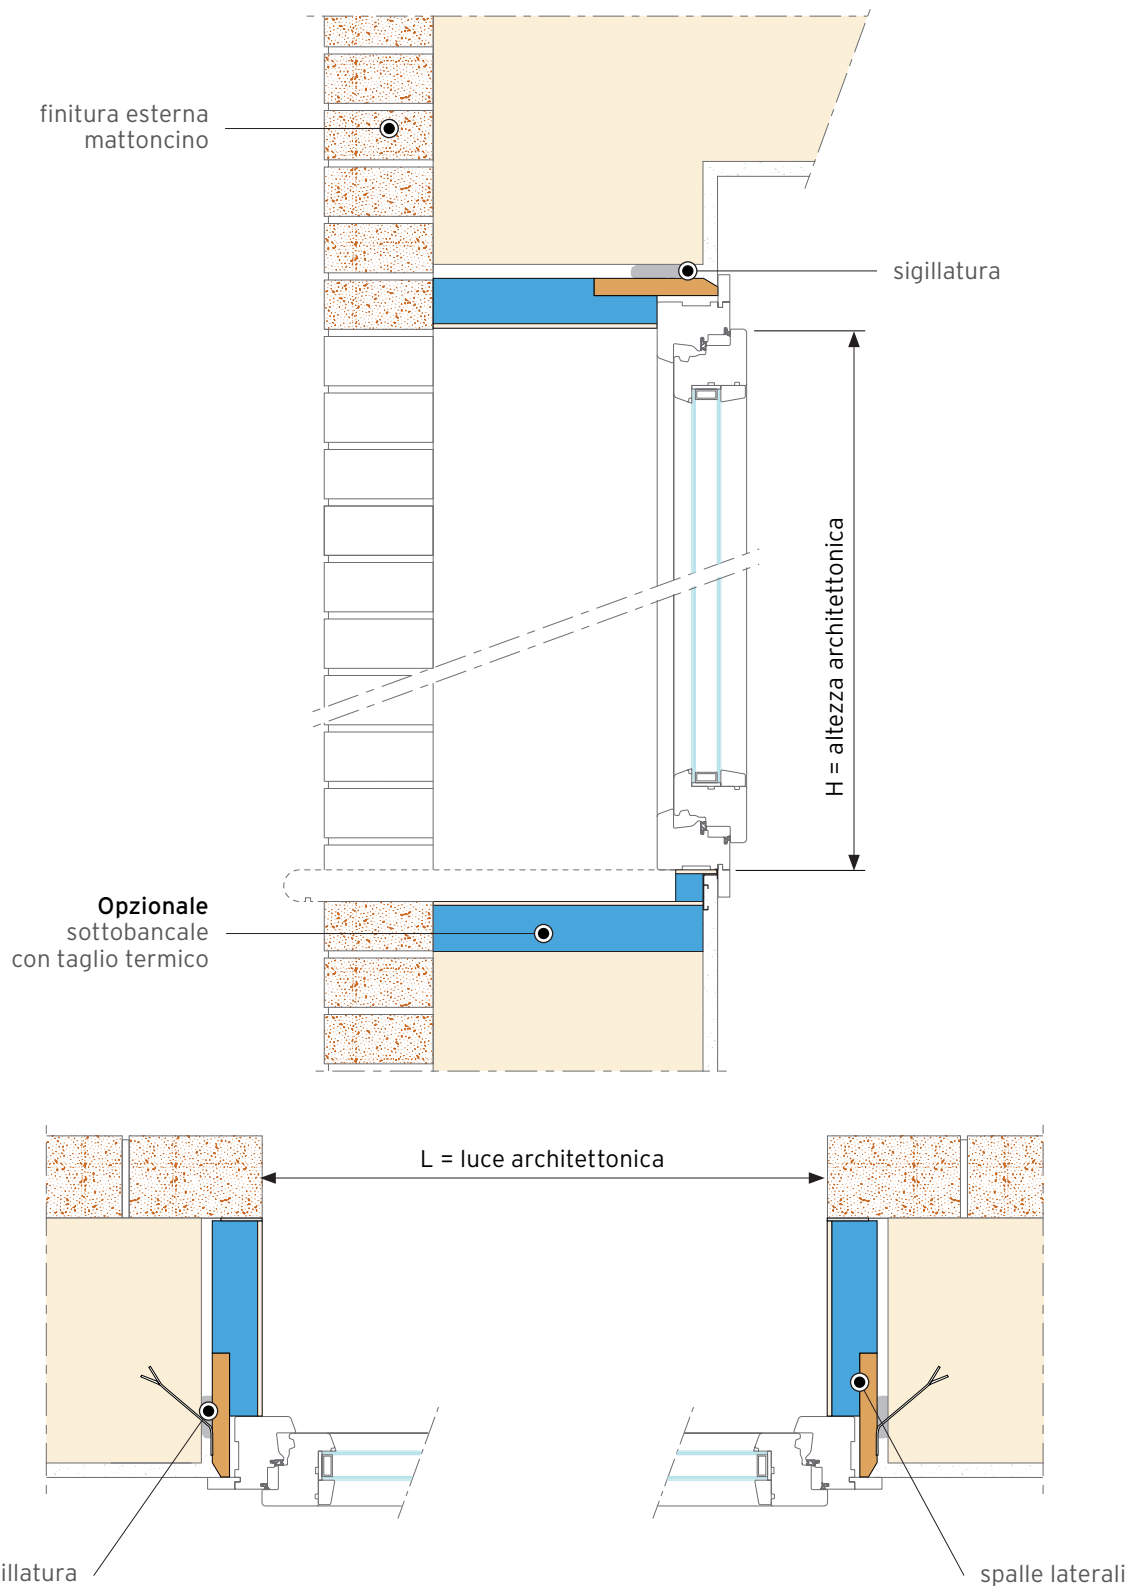 finitura esterna
mattoncino
sigillatura
H = altezza architettonica
Opzionale
sottobancale
con taglio termico
L = luce architettonica
illatura
spalle laterali